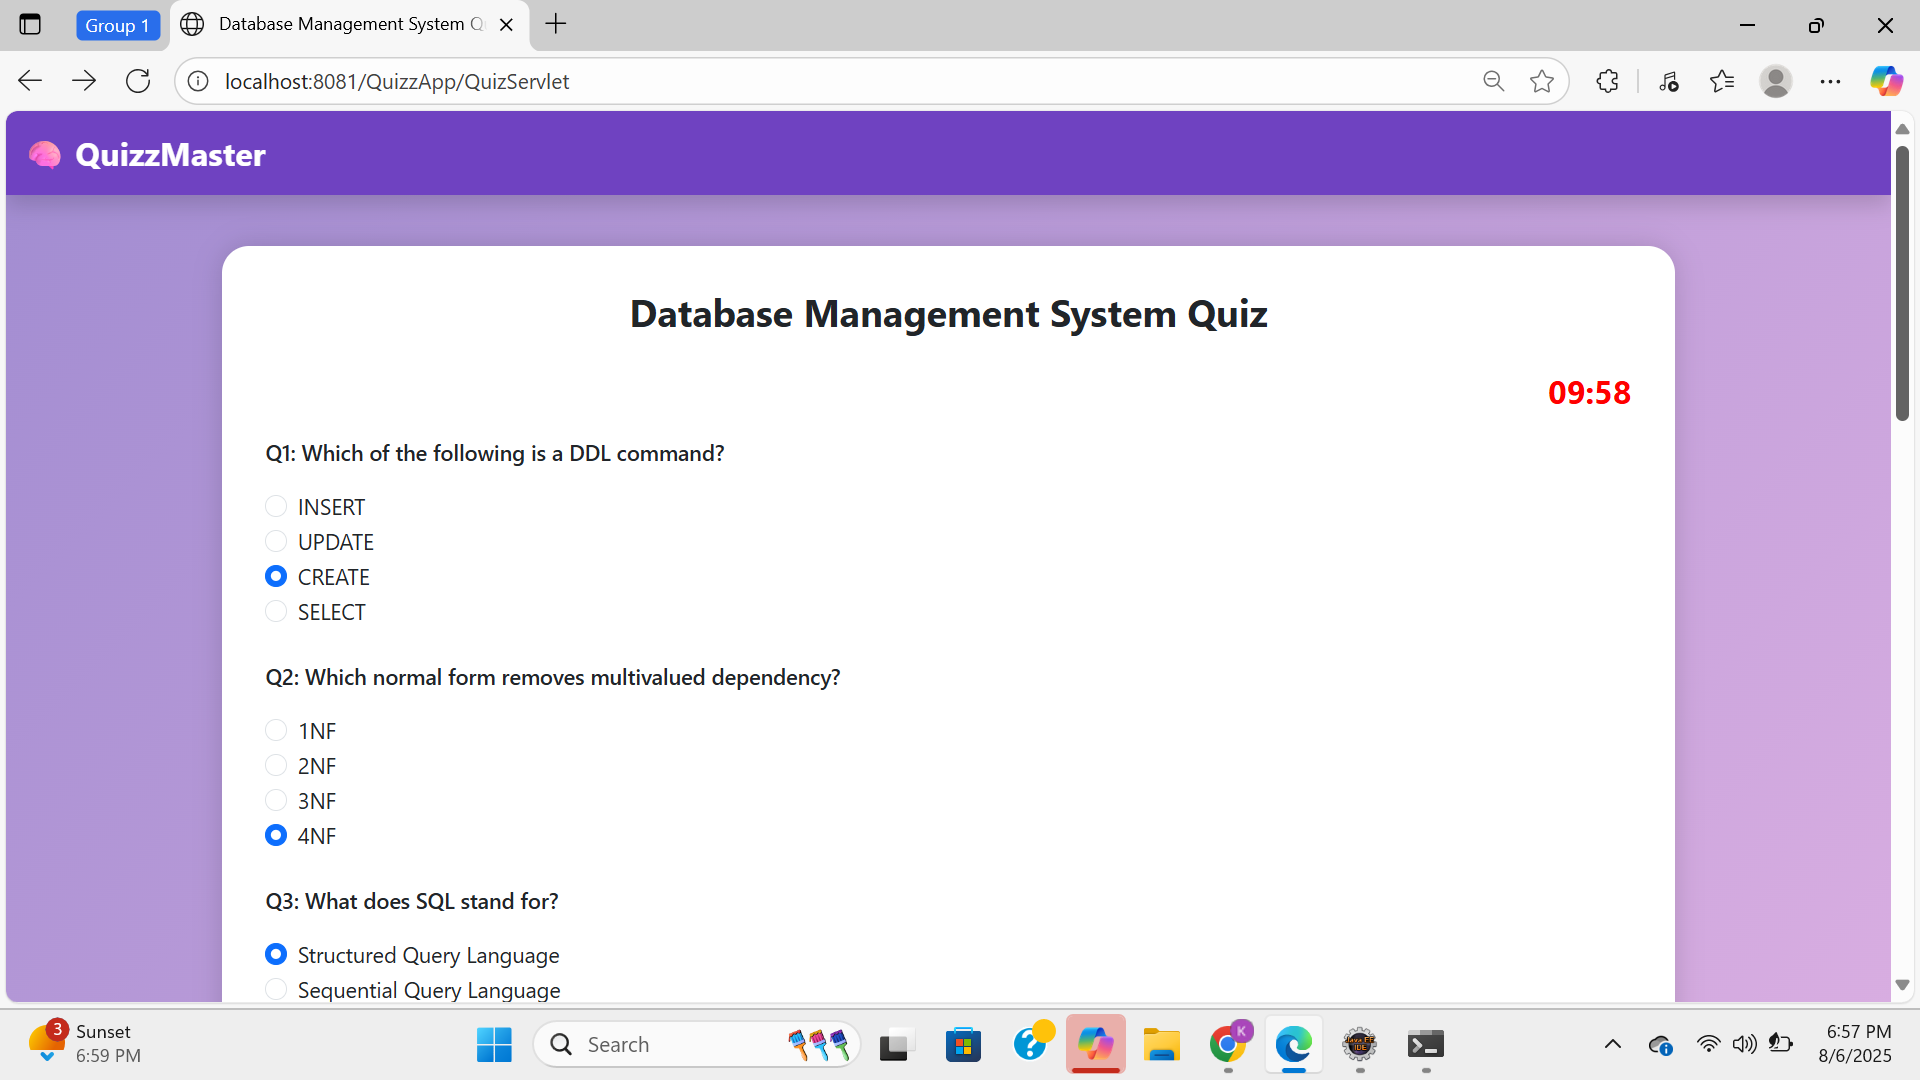 Group 1
Database Management System Q
localhost:8081/QuizzApp/QuizServlet
QuizzMaster
Database Management System Quiz
09:58
Q1: Which of the following is a DDL command?
INSERT
UPDATE
CREATE
SELECT
Q2: Which normal form removes multivalued dependency?
1NF
2NF
3NF
4NF
Q3: What does SQL stand for?
Structured Query Language
Sequential Query Language
3
Sunset
6:59 PM
Search
K
Java EE
IDE
6:57 PM
8/6/2025